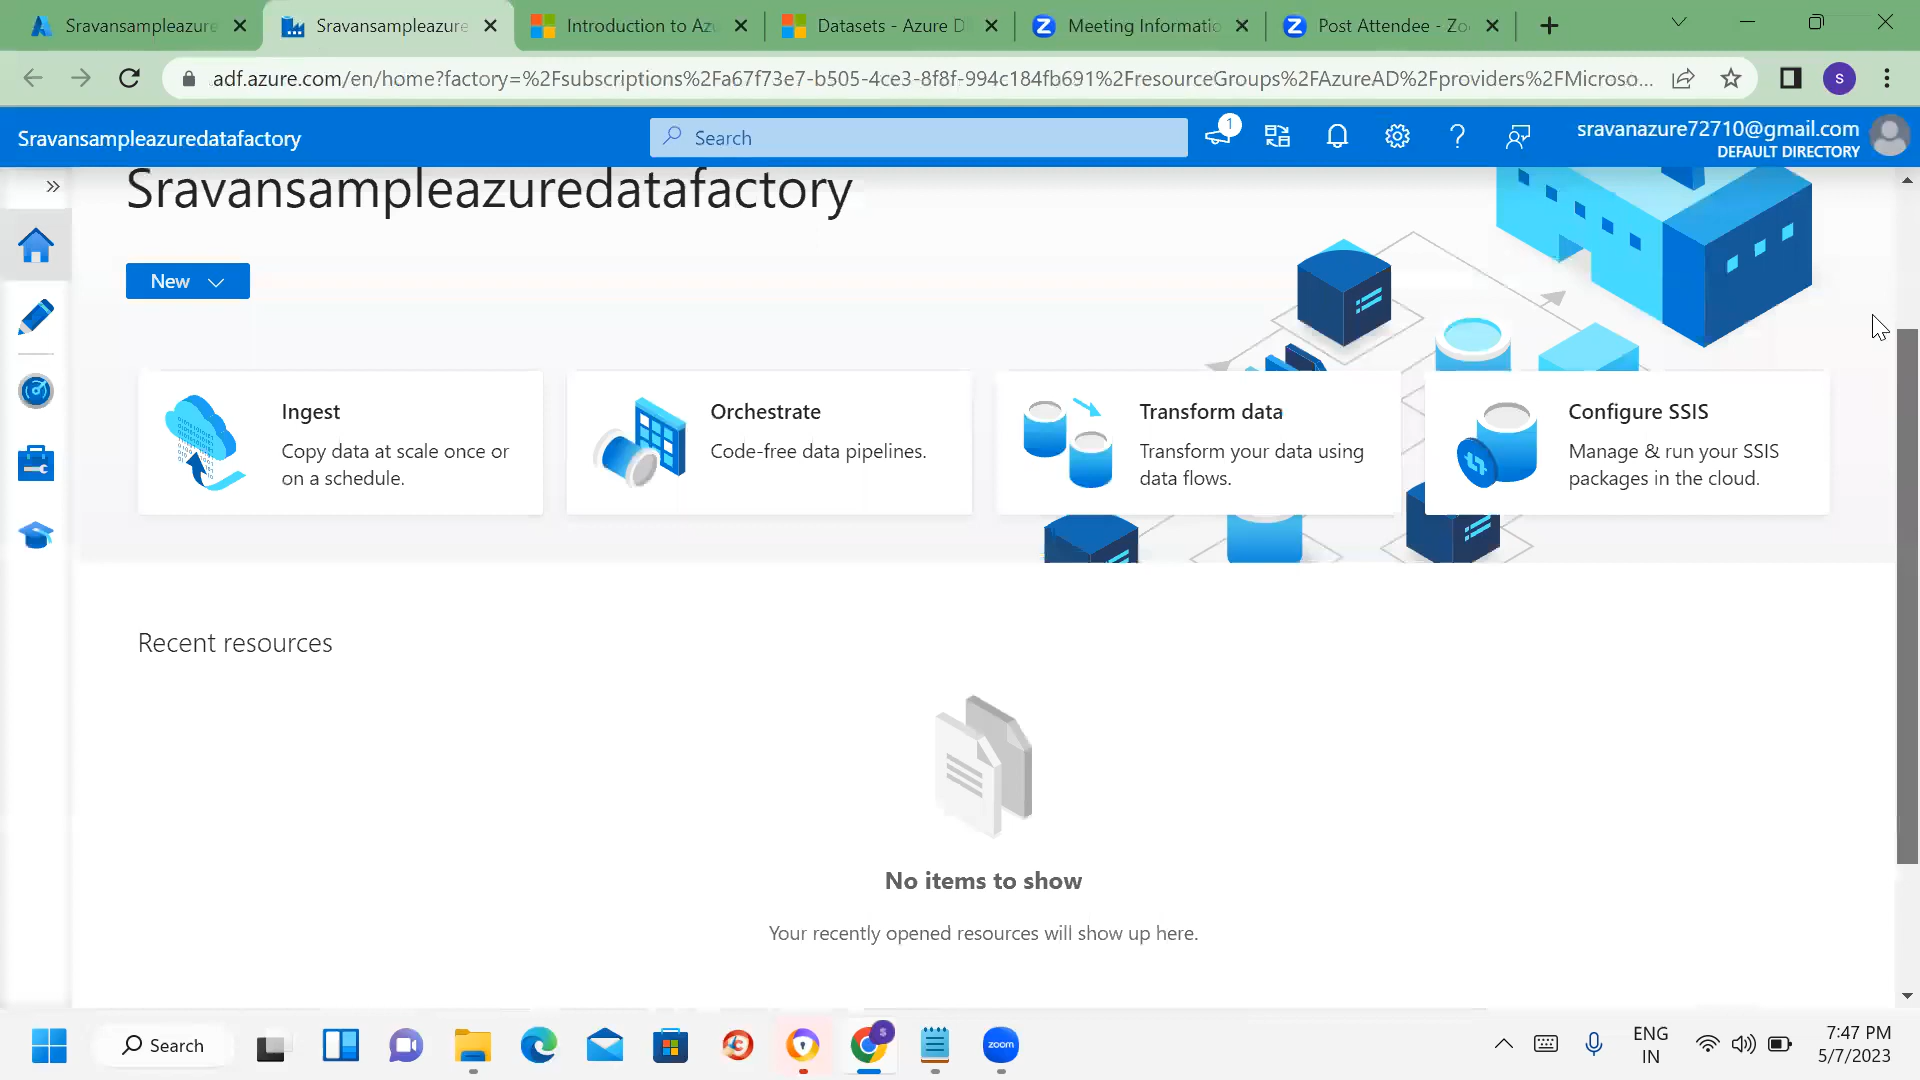 Sravansampleazure
Sravansampleazure
Introduction to Az
Datasets - Azure D
Meeting Informatio
Post Attendee - Zo
adf.azure.com/en/home?factory=%2Fsubscriptions%2Fa67f73e7-b505-4ce3-8f8f-994c184fb691%2FresourceGroups%2FAzureAD%2Fproviders%2FMicroso...
S
Sravansampleazuredatafactory
Search
1
sravanazure72710@gmail.com
DEFAULT DIRECTORY
Sravansampleazuredatafactory
New
Ingest
Copy data at scale once or
on a schedule.
Orchestrate
Code-free data pipelines.
Transform data
Transform your data using
data flows.
Configure SSIS
Manage & run your SSIS
packages in the cloud.
Recent resources
No items to show
Your recently opened resources will show up here.
Search
S
zoom
ENG
IN
7:47 PM
5/7/2023